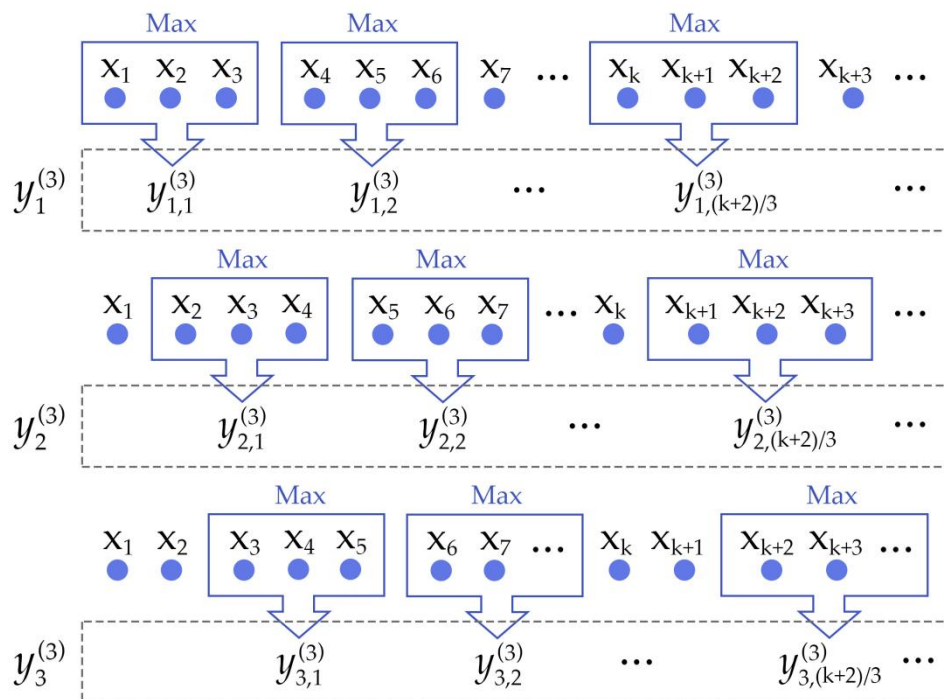 Max Max Max
x₁ x₂ x₃ x₄ x₅ x₆ x₇ ... xₖ xₖ₊₁ xₖ₊₂ xₖ₊₃ ...
y₁⁽³⁾ y₁,₁⁽³⁾ y₁,₂⁽³⁾ ... y₁,₍ₖ₊₂₎/₃⁽³⁾ ...
Max Max Max
x₁ x₂ x₃ x₄ x₅ x₆ x₇ ... xₖ xₖ₊₁ xₖ₊₂ xₖ₊₃ ...
y₂⁽³⁾ y₂,₁⁽³⁾ y₂,₂⁽³⁾ ... y₂,₍ₖ₊₂₎/₃⁽³⁾ ...
Max Max Max
x₁ x₂ x₃ x₄ x₅ x₆ x₇ ... xₖ xₖ₊₁ xₖ₊₂ xₖ₊₃ ...
y₃⁽³⁾ y₃,₁⁽³⁾ y₃,₂⁽³⁾ ... y₃,₍ₖ₊₂₎/₃⁽³⁾ ...